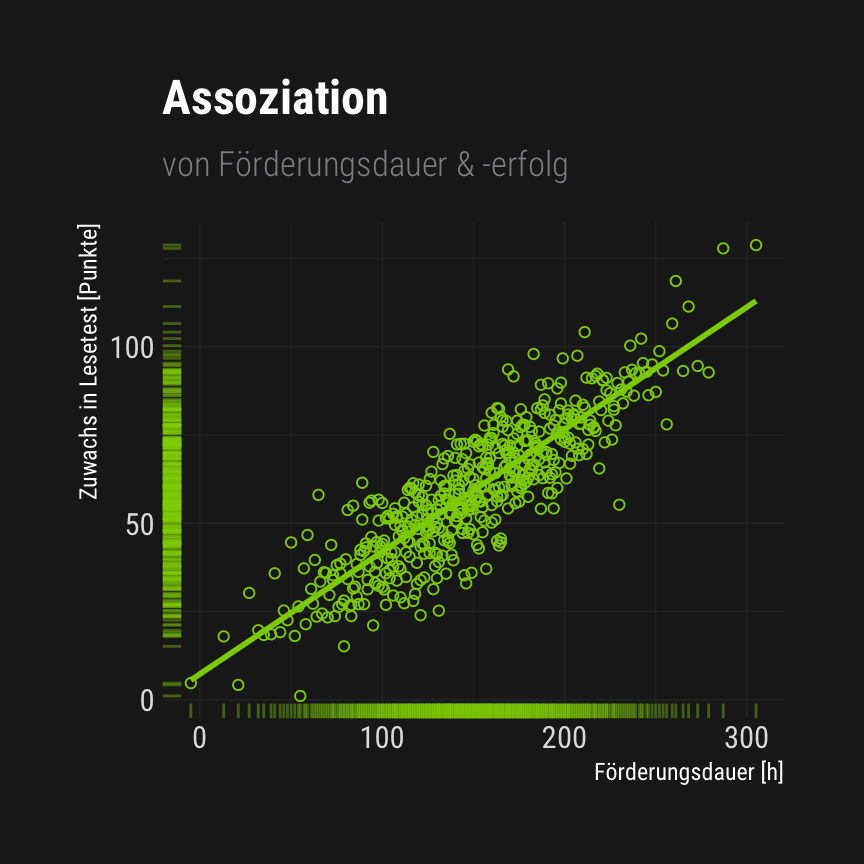 Assoziation
von Förderungsdauer & -erfolg
Zuwachs in Lesetest [Punkte]
100
50
0
0 100 200 300
Förderungsdauer [h]